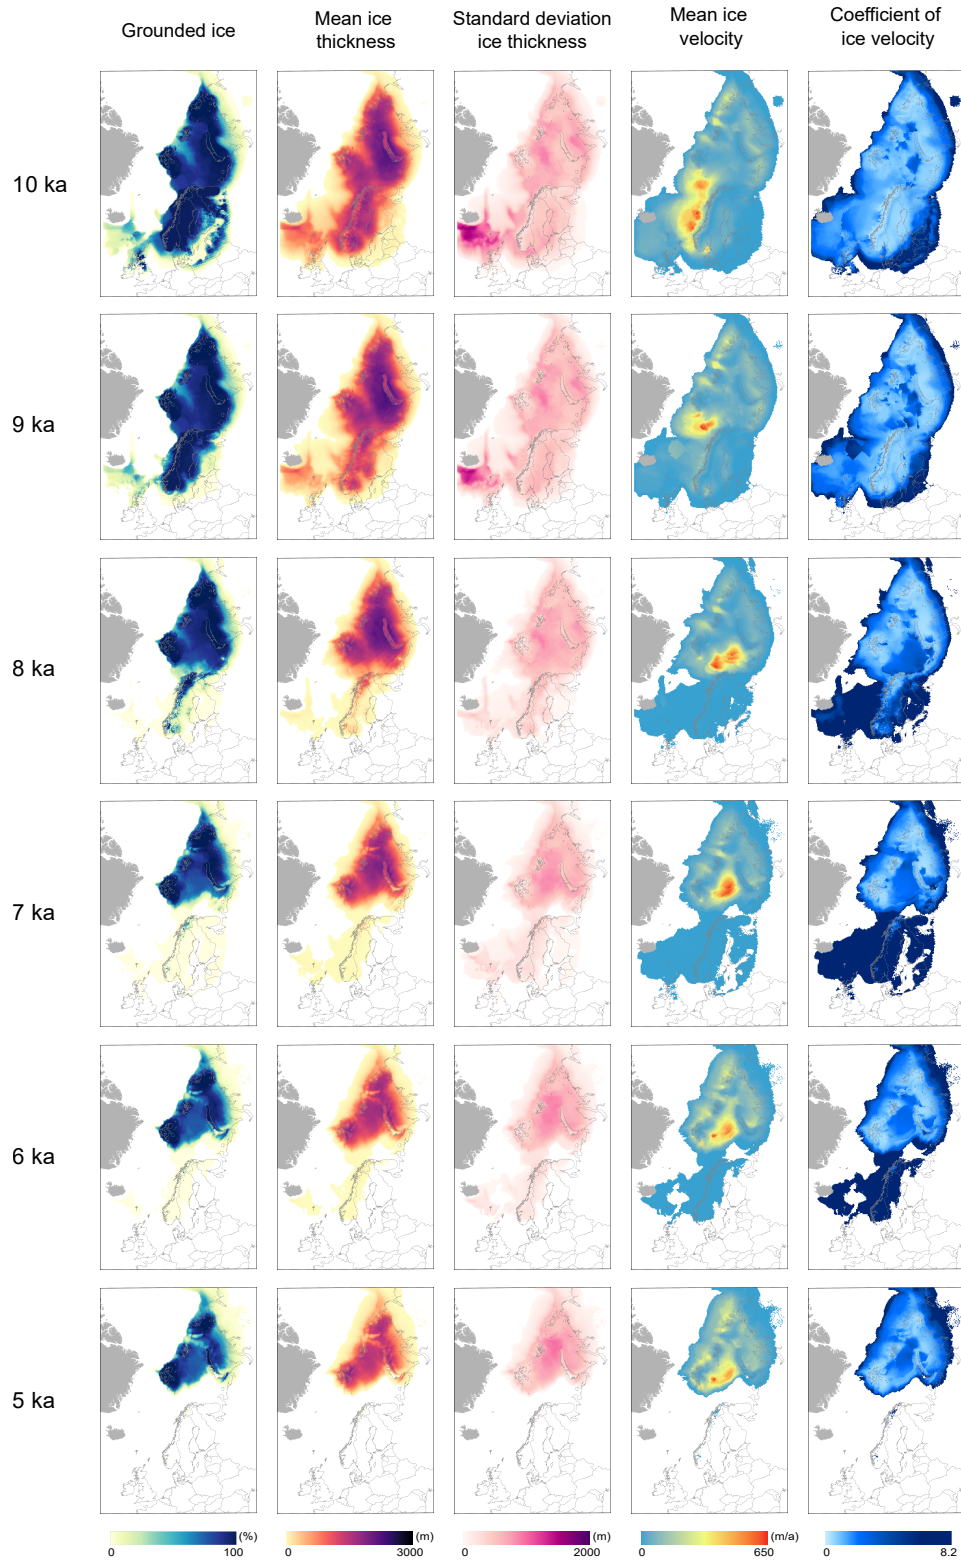 Grounded ice
Mean ice
thickness
Standard deviation
ice thickness
Mean ice
velocity
Coefficient of
ice velocity
10 ka
9 ka
8 ka
7 ka
6 ka
5 ka
(%)
0 100
(m)
0 3000
(m)
0 2000
(m/a)
0 650
0 8.2